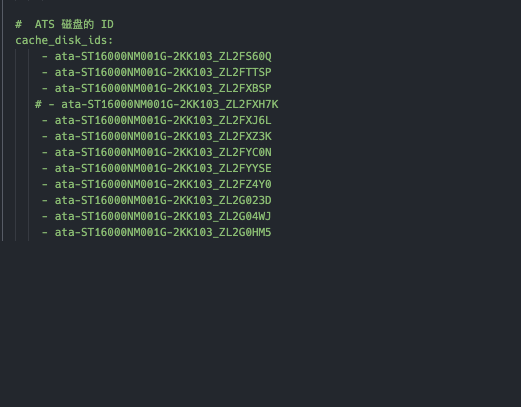 #  ATS 磁盘的 ID
cache_disk_ids:
    - ata-ST16000NM001G-2KK103_ZL2FS60Q
    - ata-ST16000NM001G-2KK103_ZL2FTTSP
    - ata-ST16000NM001G-2KK103_ZL2FXBSP
   # - ata-ST16000NM001G-2KK103_ZL2FXH7K
    - ata-ST16000NM001G-2KK103_ZL2FXJ6L
    - ata-ST16000NM001G-2KK103_ZL2FXZ3K
    - ata-ST16000NM001G-2KK103_ZL2FYC0N
    - ata-ST16000NM001G-2KK103_ZL2FYYSE
    - ata-ST16000NM001G-2KK103_ZL2FZ4Y0
    - ata-ST16000NM001G-2KK103_ZL2G023D
    - ata-ST16000NM001G-2KK103_ZL2G04WJ
    - ata-ST16000NM001G-2KK103_ZL2G0HM5